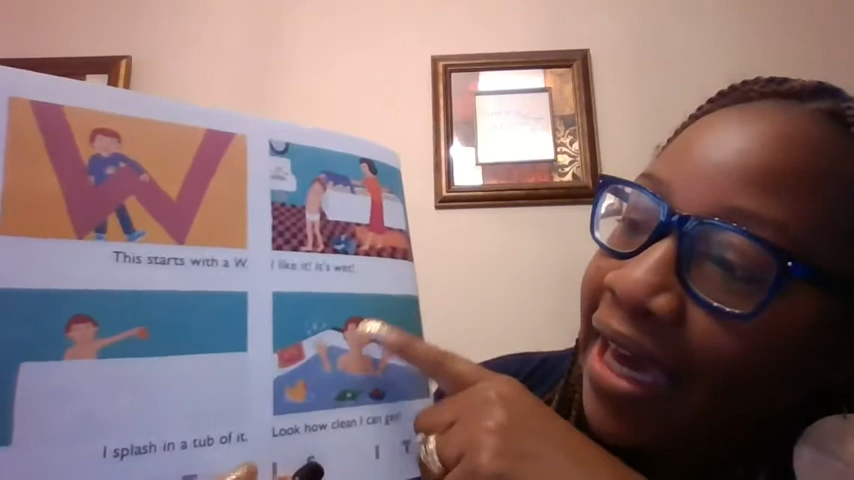 W
This starts with a W.
I like it! It's wet!
I splash in a tub of it.
Look how clean I can get!
I S I T